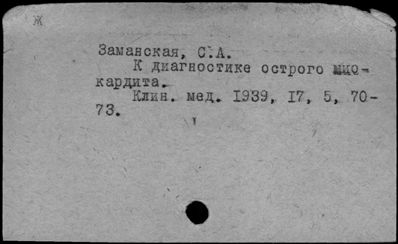 Ж
Заманская, С.А.
К диагностике острого мио-
кардита.
Клин. мед. 1939, 17, 5, 70-
73.